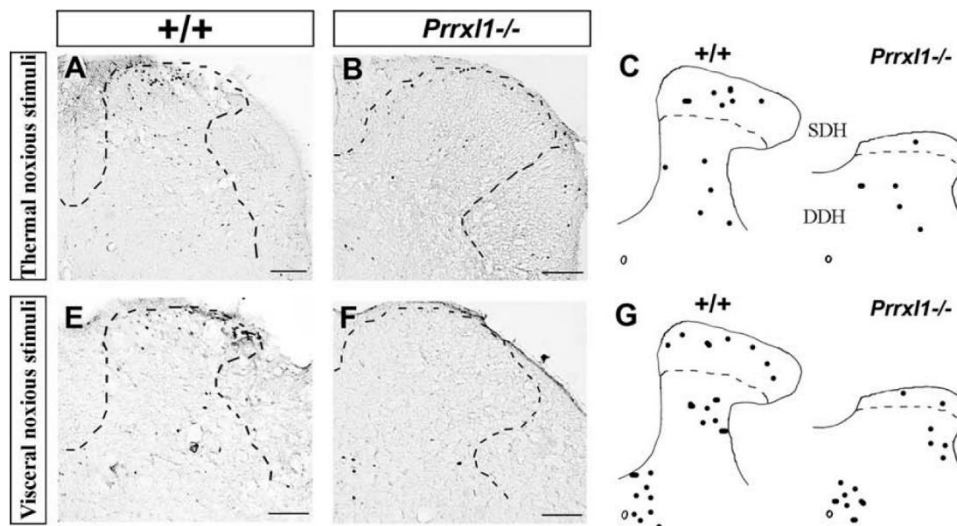 +/+
Prrxl1-/-
Thermal noxious stimuli
A
B
C
+/+
Prrxl1-/-
SDH
DDH
Visceral noxious stimuli
E
F
G
+/+
Prrxl1-/-